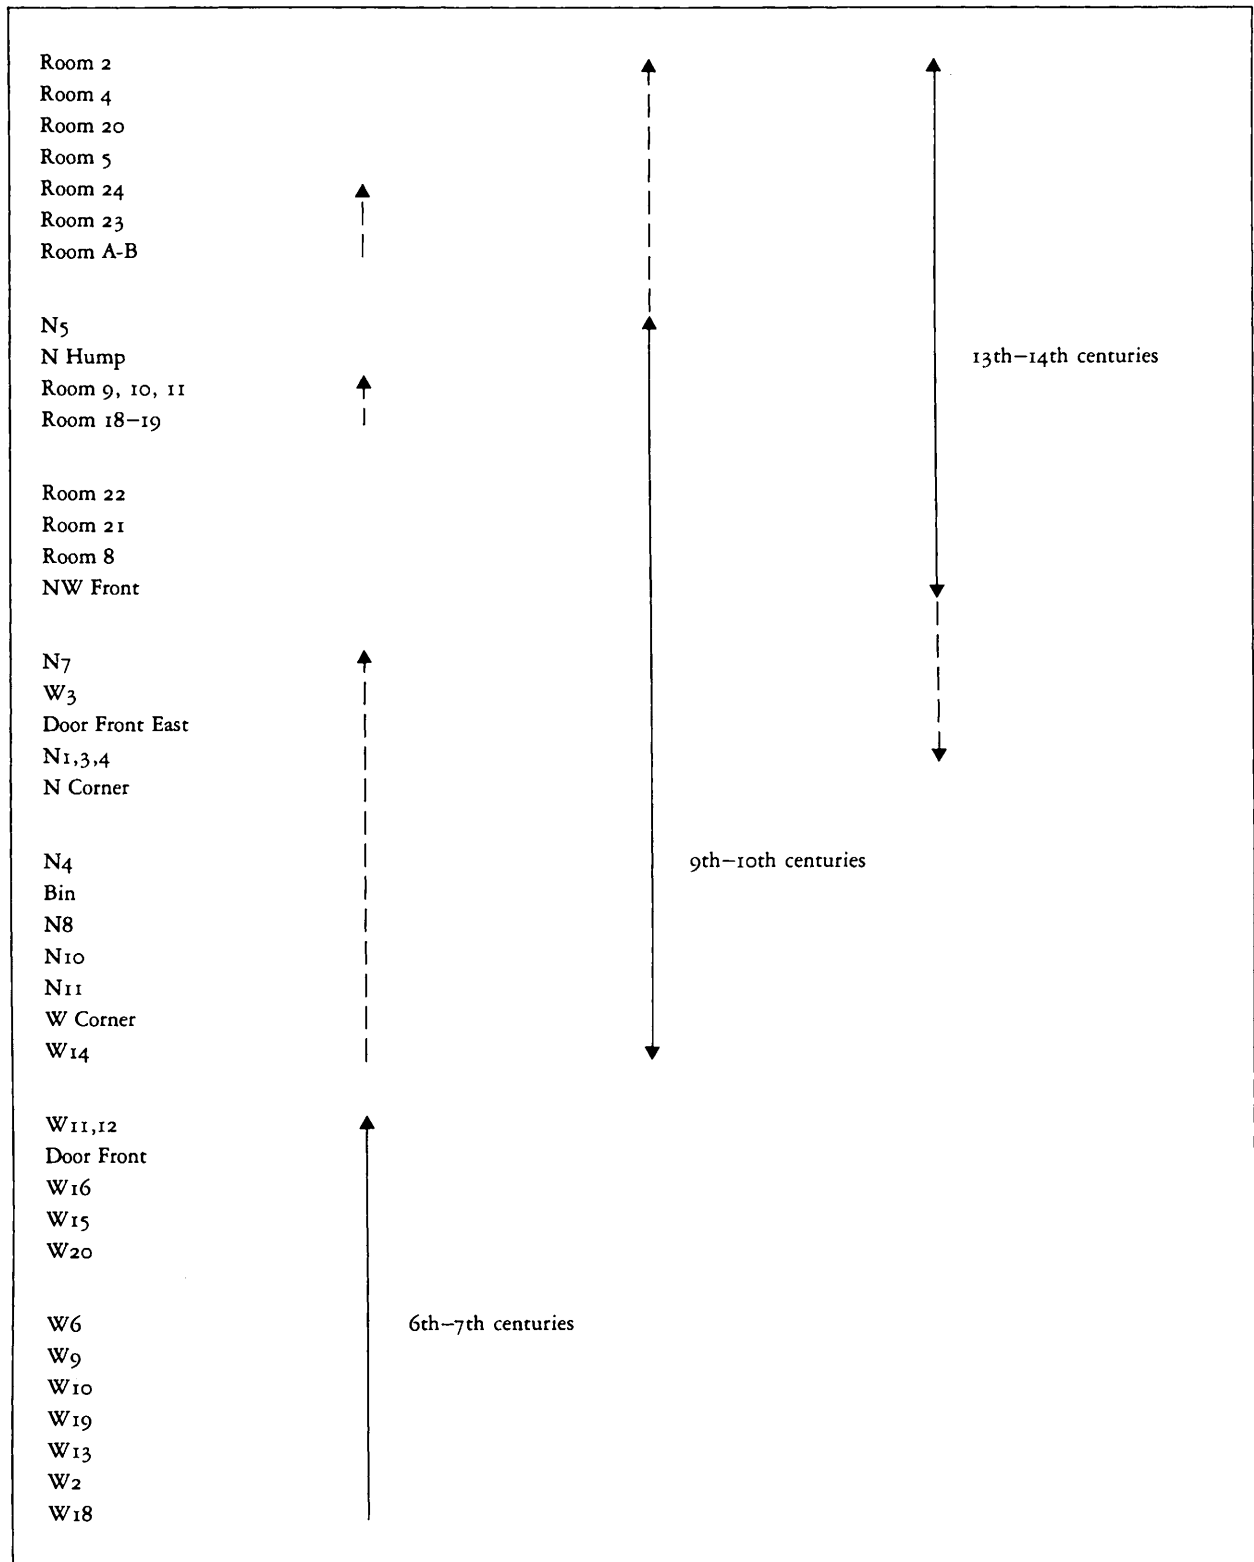 Room 2
Room 4
Room 20
Room 5
Room 24
Room 23
Room A-B
N5
N Hump
13th–14th centuries
Room 9, 10, 11
Room 18–19
Room 22
Room 21
Room 8
NW Front
N7
W3
Door Front East
N1,3,4
N Corner
N4
9th–10th centuries
Bin
N8
N10
N11
W Corner
W14
W11,12
Door Front
W16
W15
W20
W6
6th–7th centuries
W9
W10
W19
W13
W2
W18